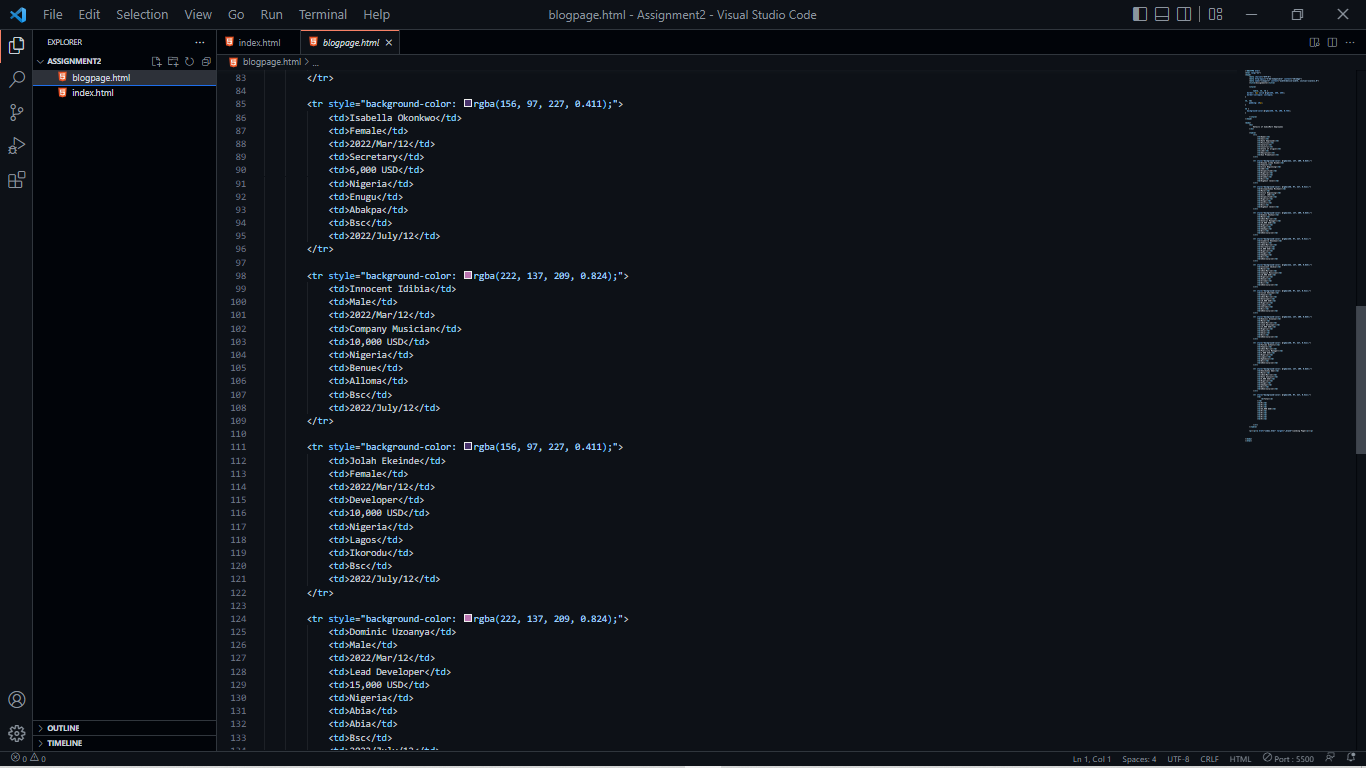 File Edit Selection View Go Run Terminal Help blogpage.html - Assignment2 - Visual Studio Code
EXPLORER
ASSIGNMENT2
blogpage.html
index.html
OUTLINE
TIMELINE
index.html blogpage.html
blogpage.html > ...
83 </tr>
84
85 <tr style="background-color: rgba(156, 97, 227, 0.411);">
86 <td>Isabella Okonkwo</td>
87 <td>Female</td>
88 <td>2022/Mar/12</td>
89 <td>Secretary</td>
90 <td>6,000 USD</td>
91 <td>Nigeria</td>
92 <td>Enugu</td>
93 <td>Abakpa</td>
94 <td>Bsc</td>
95 <td>2022/July/12</td>
96 </tr>
97
98 <tr style="background-color: rgba(222, 137, 209, 0.824);">
99 <td>Innocent Idibia</td>
100 <td>Male</td>
101 <td>2022/Mar/12</td>
102 <td>Company Musician</td>
103 <td>10,000 USD</td>
104 <td>Nigeria</td>
105 <td>Benue</td>
106 <td>Alloma</td>
107 <td>Bsc</td>
108 <td>2022/July/12</td>
109 </tr>
110
111 <tr style="background-color: rgba(156, 97, 227, 0.411);">
112 <td>Jolah Ekeinde</td>
113 <td>Female</td>
114 <td>2022/Mar/12</td>
115 <td>Developer</td>
116 <td>10,000 USD</td>
117 <td>Nigeria</td>
118 <td>Lagos</td>
119 <td>Ikorodu</td>
120 <td>Bsc</td>
121 <td>2022/July/12</td>
122 </tr>
123
124 <tr style="background-color: rgba(222, 137, 209, 0.824);">
125 <td>Dominic Uzoanya</td>
126 <td>Male</td>
127 <td>2022/Mar/12</td>
128 <td>Lead Developer</td>
129 <td>15,000 USD</td>
130 <td>Nigeria</td>
131 <td>Abia</td>
132 <td>Abia</td>
133 <td>Bsc</td>
134 <td>2022/July/12</td>
0 0 Ln 1, Col 1 Spaces: 4 UTF-8 CRLF HTML Port : 5500